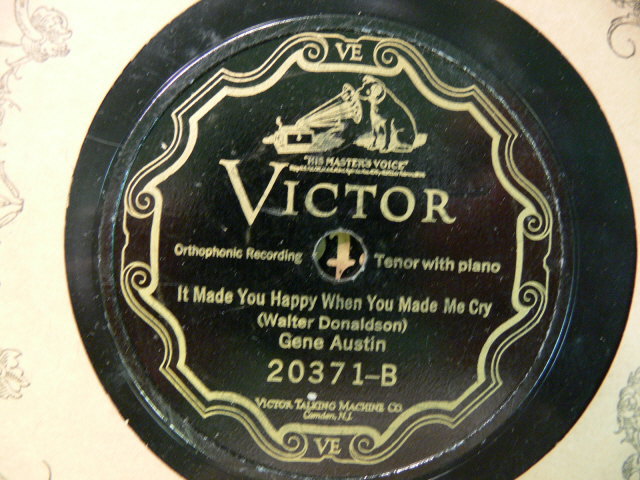 VE
"HIS MASTER'S VOICE"
VICTOR
Orthophonic Recording
Tenor with piano
It Made You Happy When You Made Me Cry
(Walter Donaldson)
Gene Austin
20371-B
VICTOR TALKING MACHINE CO.
Camden, N.J.
VE